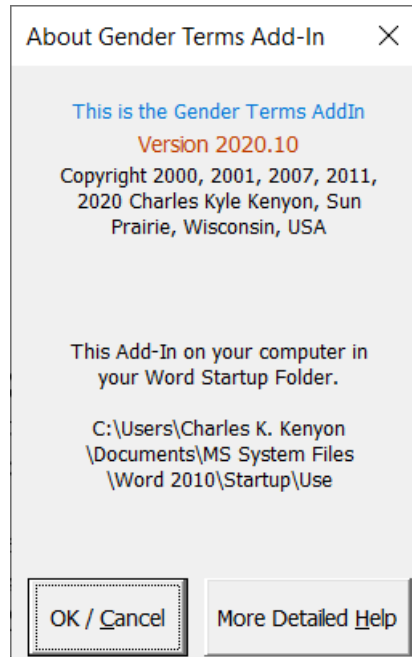 About Gender Terms Add-In
This is the Gender Terms AddIn
Version 2020.10
Copyright 2000, 2001, 2007, 2011,
2020 Charles Kyle Kenyon, Sun
Prairie, Wisconsin, USA
This Add-In on your computer in
your Word Startup Folder.
C:\Users\Charles K. Kenyon
\Documents\MS System Files
\Word 2010\Startup\Use
OK / Cancel
More Detailed Help